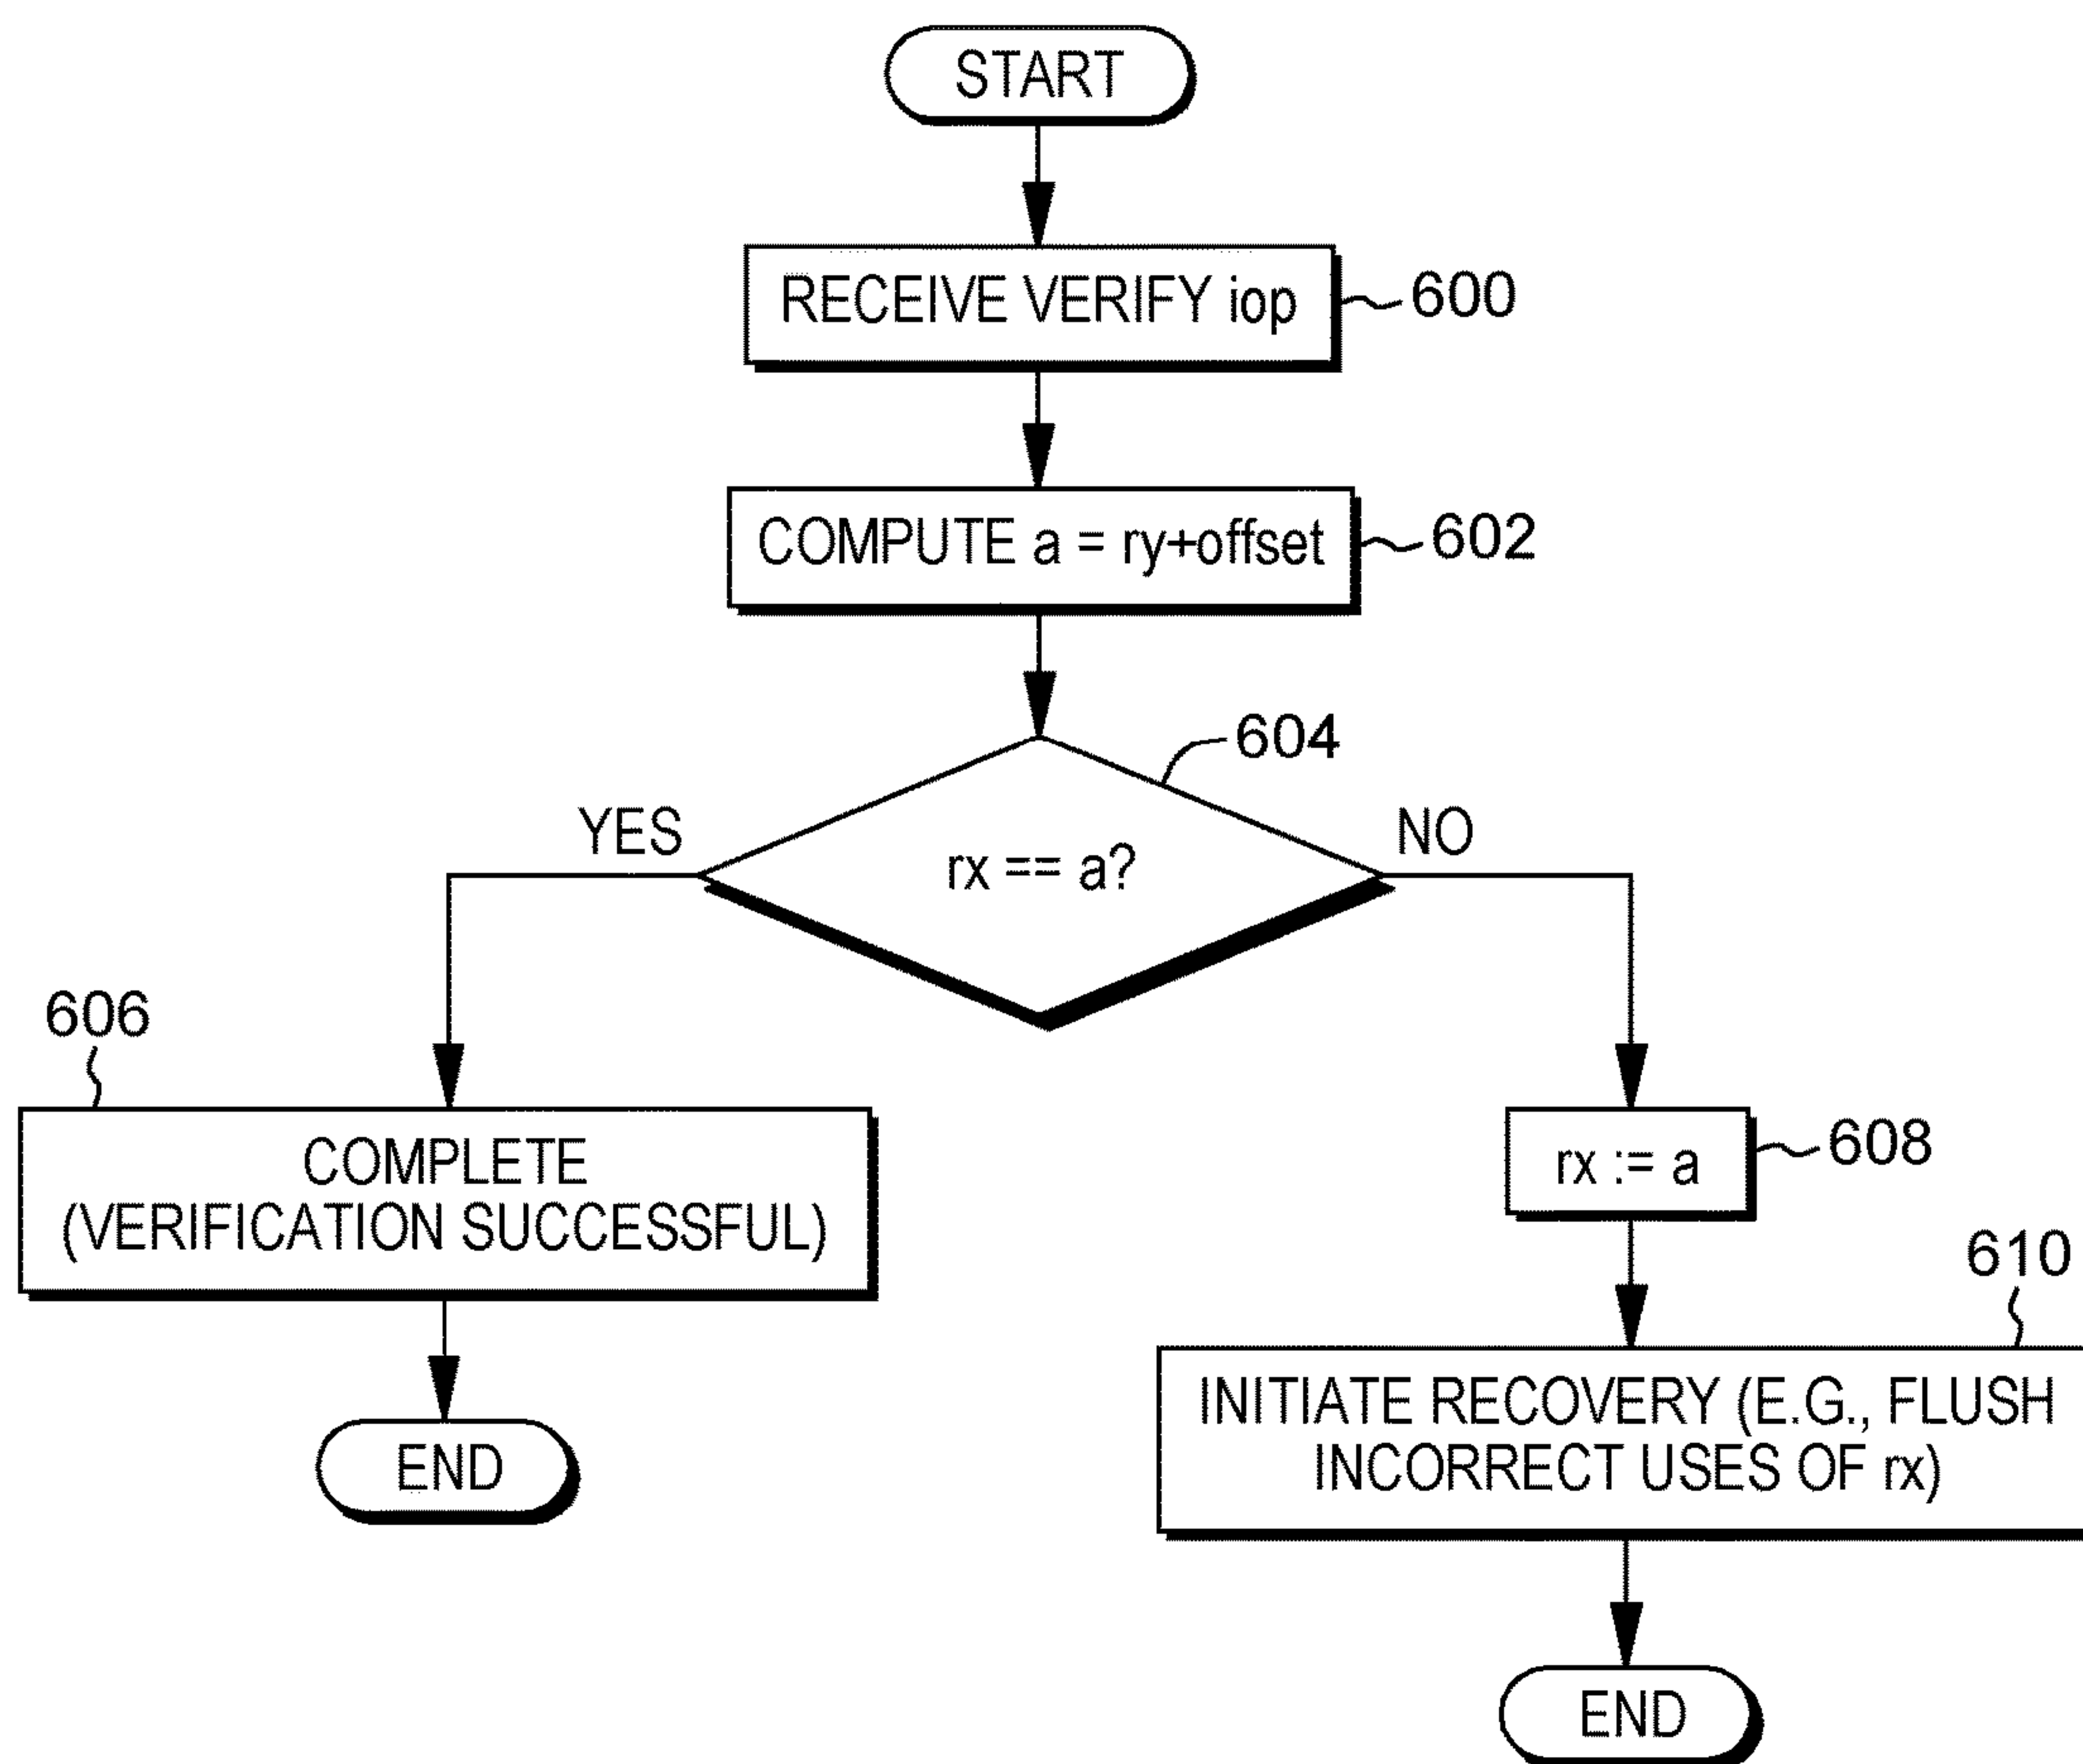 START
RECEIVE VERIFY iop
600
COMPUTE a = ry+offset
602
604
YES
rx == a?
NO
606
COMPLETE
(VERIFICATION SUCCESSFUL)
END
rx := a
608
610
INITIATE RECOVERY (E.G., FLUSH
INCORRECT USES OF rx)
END